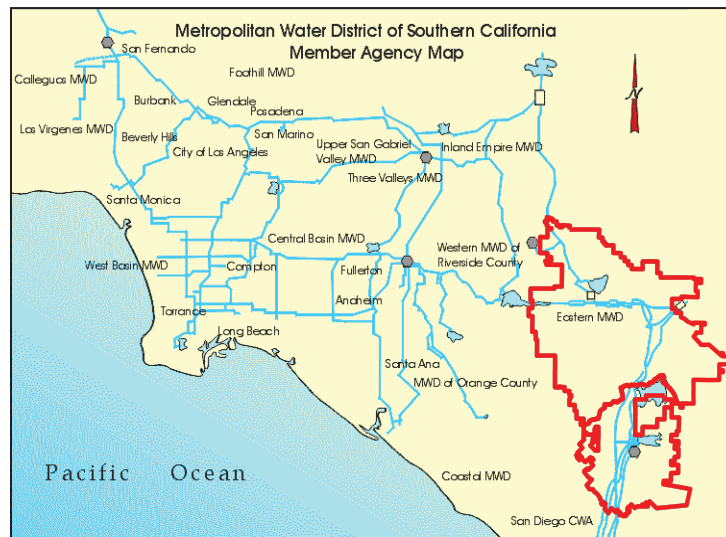 Metropolitan Water District of Southern California
Member Agency Map
San Fernando
Foothill MWD
Calleguas MWD
Burbank
Glendale
Pasadena
Las Virgenes MWD
Beverly Hills
San Marino
City of Los Angeles
Upper San Gabriel
Valley MWD
Inland Empire MWD
Three Valleys MWD
Santa Monica
Central Basin MWD
Western MWD of
Riverside County
West Basin MWD
Compton
Fullerton
Anaheim
Torrance
Eastern MWD
Long Beach
Santa Ana
MWD of Orange County
Pacific Ocean
Coastal MWD
San Diego CWA
N